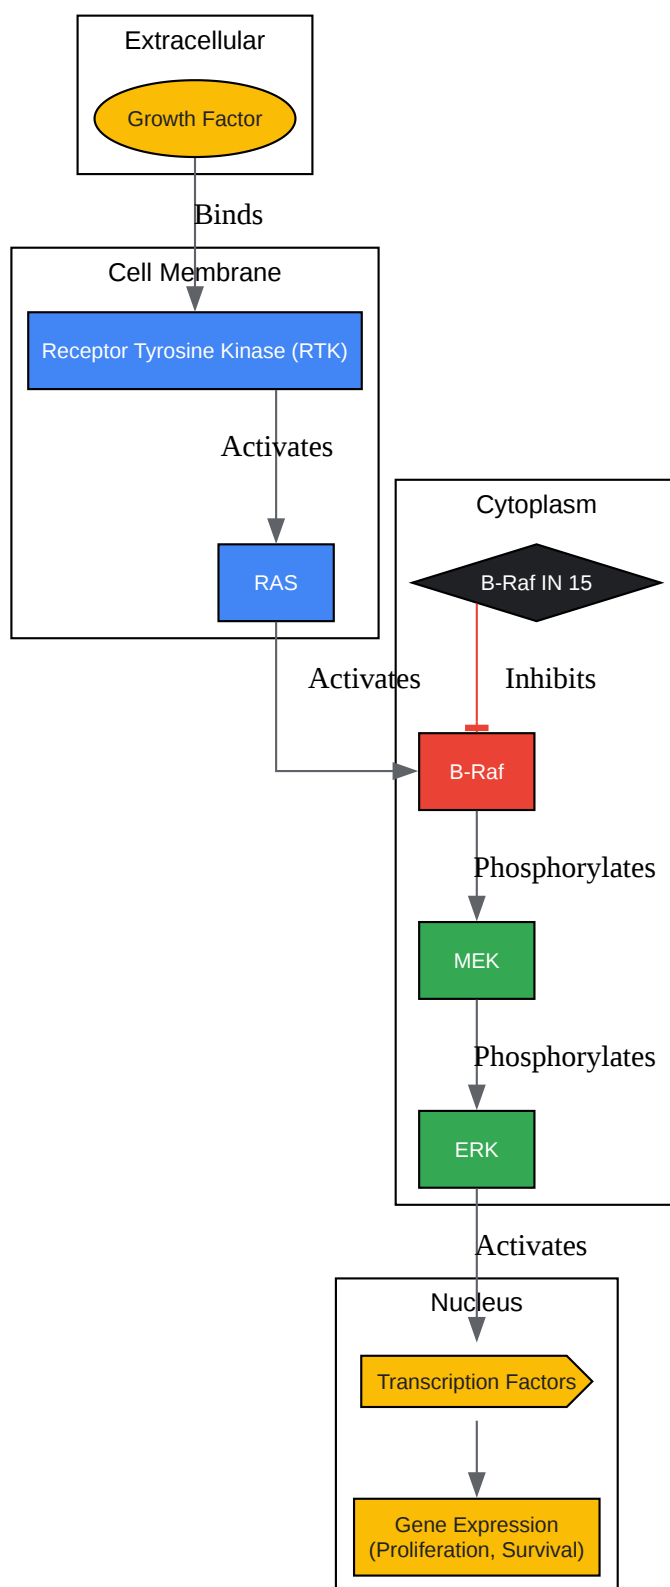 Extracellular
Growth Factor
Binds
Cell Membrane
Receptor Tyrosine Kinase (RTK)
Activates
RAS
Cytoplasm
B-Raf IN 15
Activates
Inhibits
B-Raf
Phosphorylates
MEK
Phosphorylates
ERK
Activates
Nucleus
Transcription Factors
Gene Expression
(Proliferation, Survival)